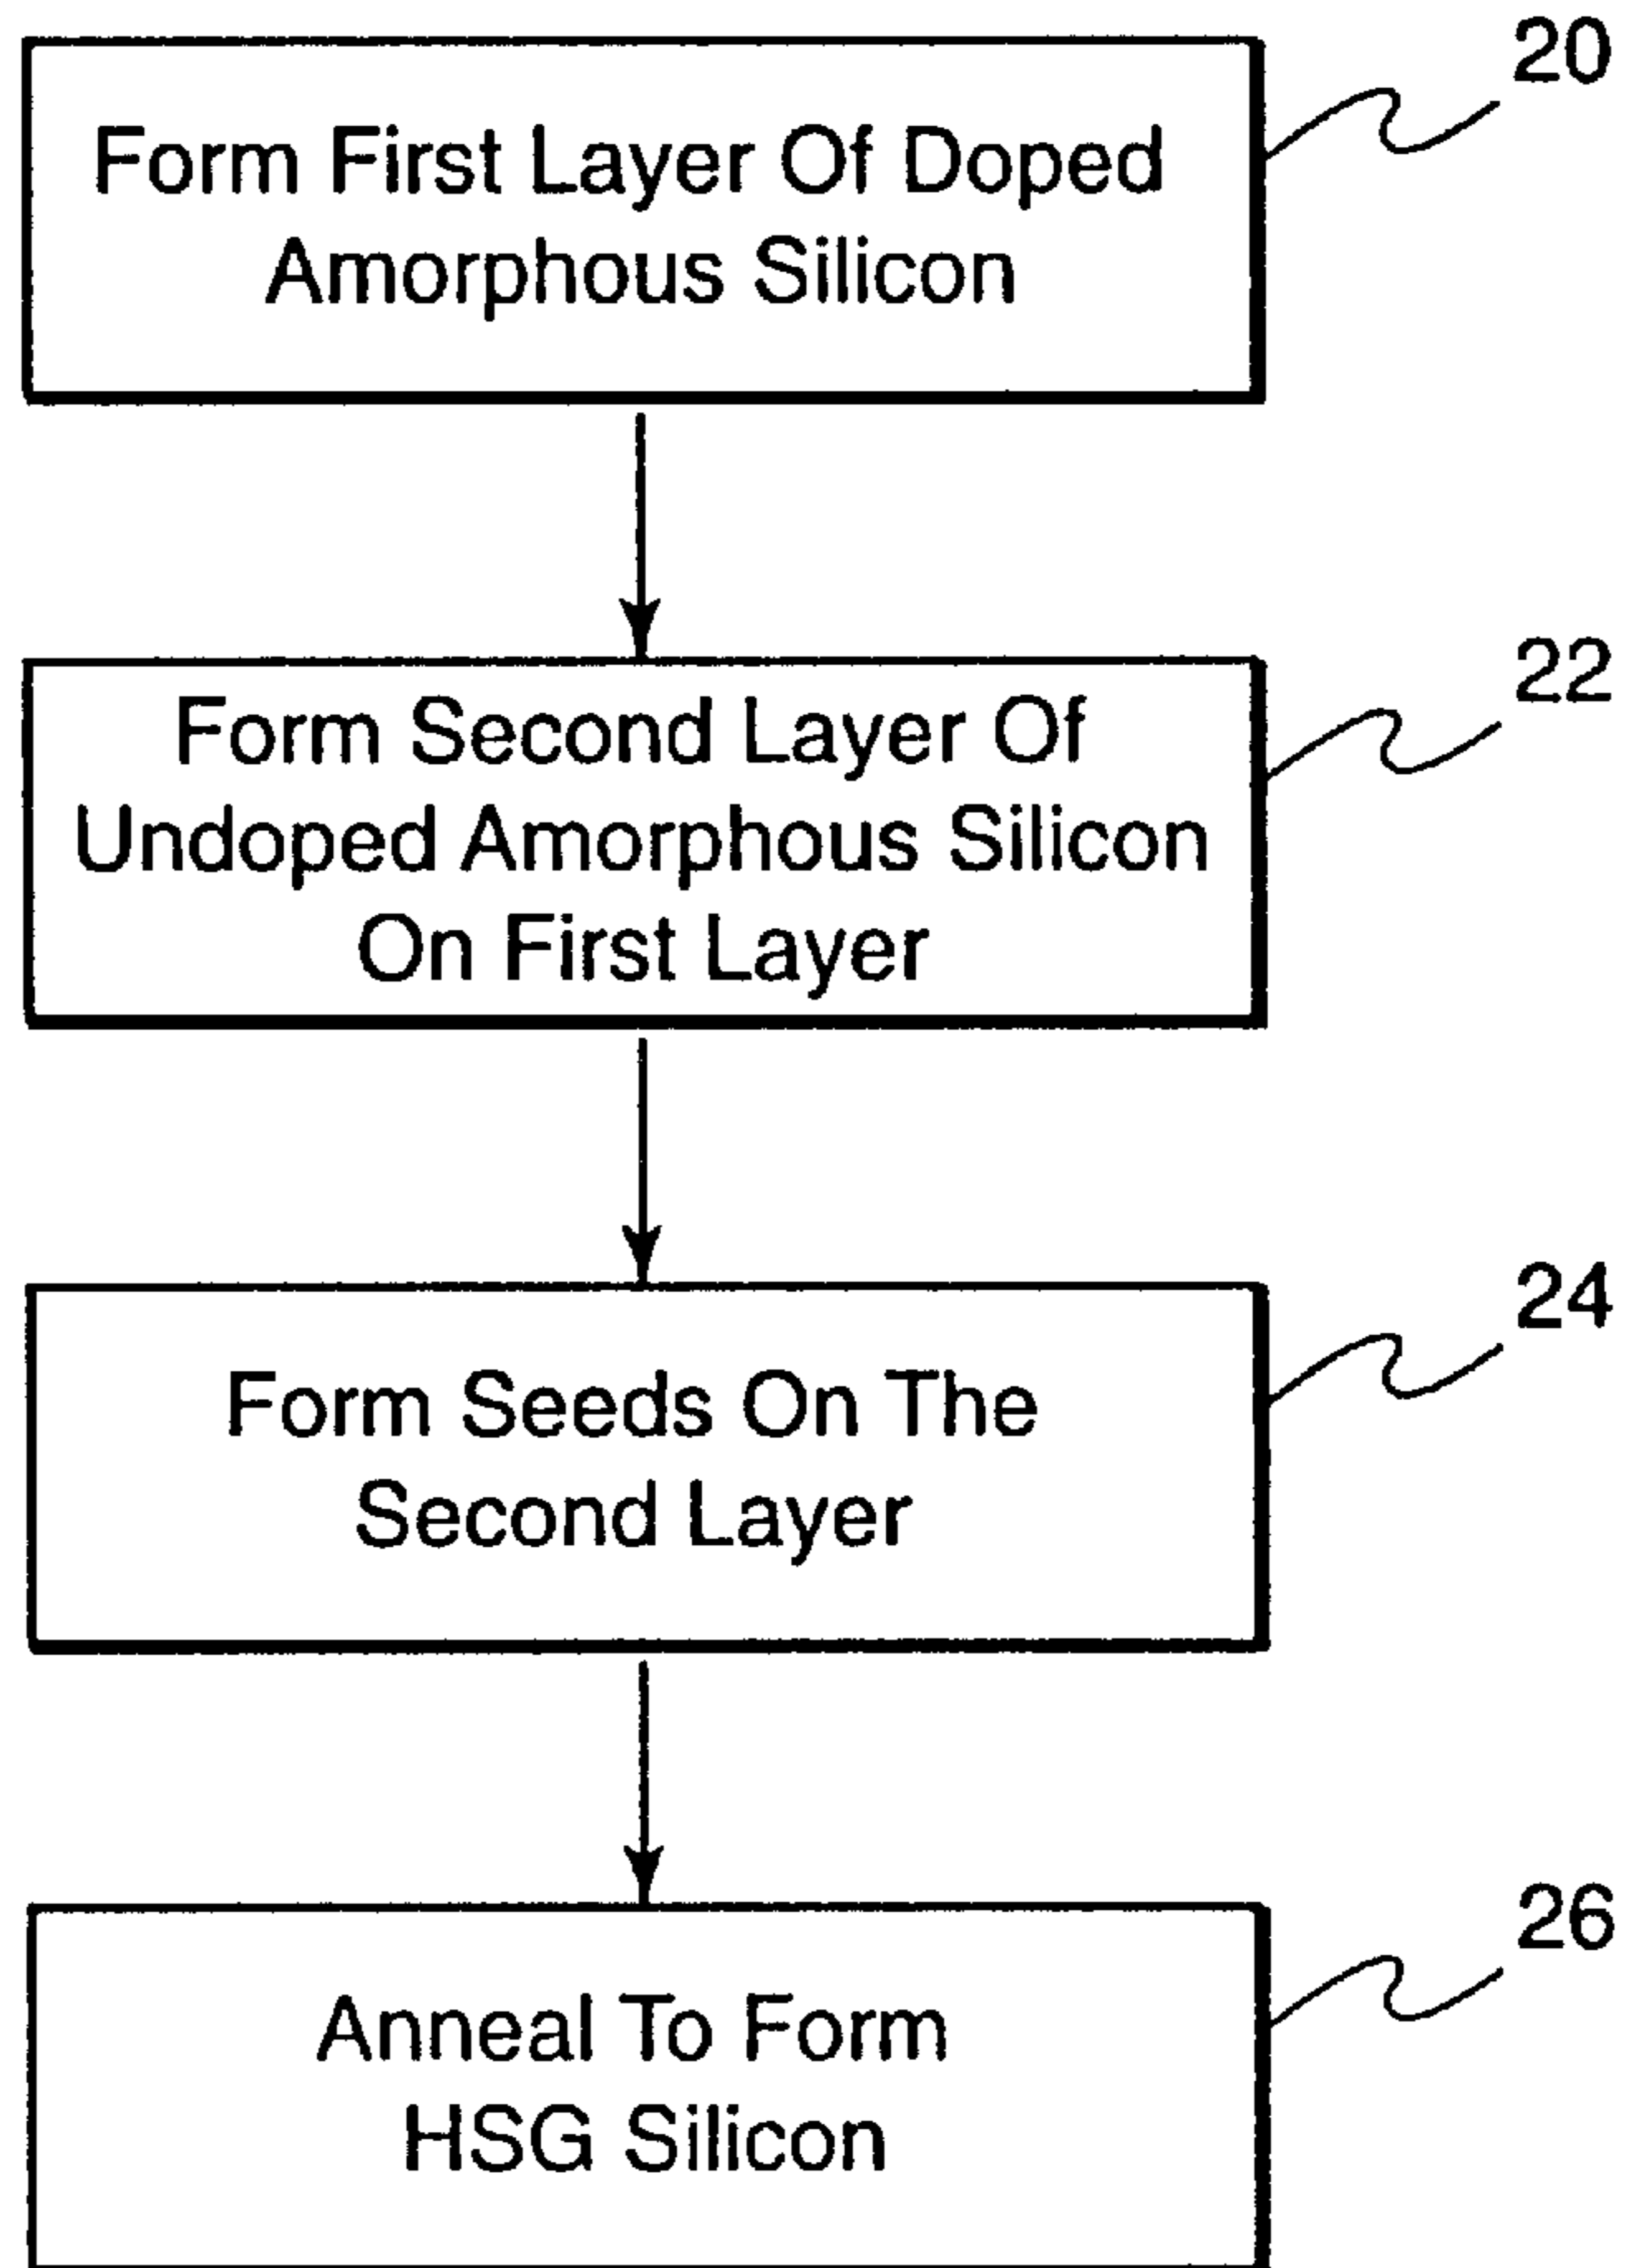 20
Form First Layer Of Doped
Amorphous Silicon
22
Form Second Layer Of
Undoped Amorphous Silicon
On First Layer
24
Form Seeds On The
Second Layer
26
Anneal To Form
HSG Silicon